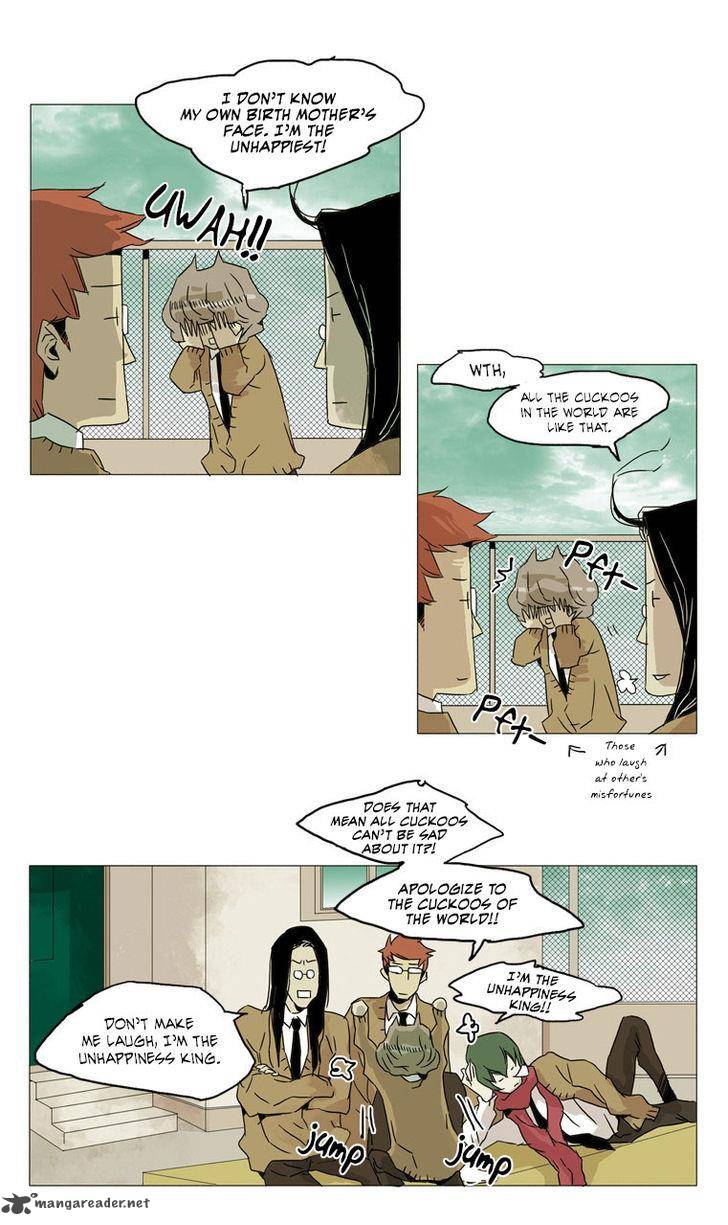 I DON'T KNOW
MY OWN BIRTH MOTHER'S
FACE. I'M THE
UNHAPPIEST!
UWAH!!
WTH,
ALL THE CUCKOOS
IN THE WORLD ARE
LIKE THAT.
Pft-
Pft-
Those
who laugh
at other's
misfortunes
DOES THAT
MEAN ALL CUCKOOS
CAN'T BE SAD
ABOUT IT?!
APOLOGIZE TO
THE CUCKOOS OF
THE WORLD!!
I'M THE
UNHAPPINESS
KING!!
DON'T MAKE
ME LAUGH, I'M THE
UNHAPPINESS KING.
jump
jump
mangareader.net